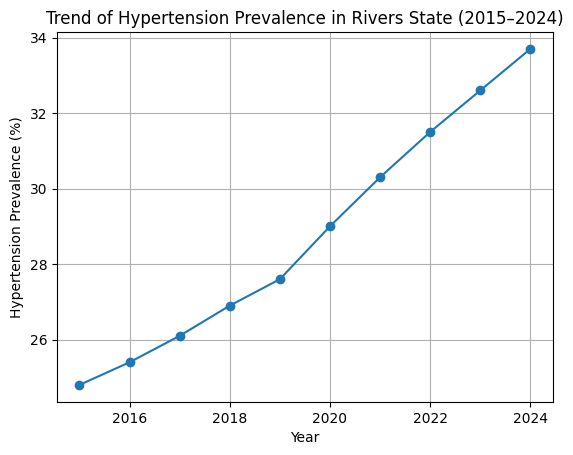 Trend of Hypertension Prevalence in Rivers State (2015–2024)
34
32
30
28
26
Hypertension Prevalence (%)
2016 2018 2020 2022 2024
Year